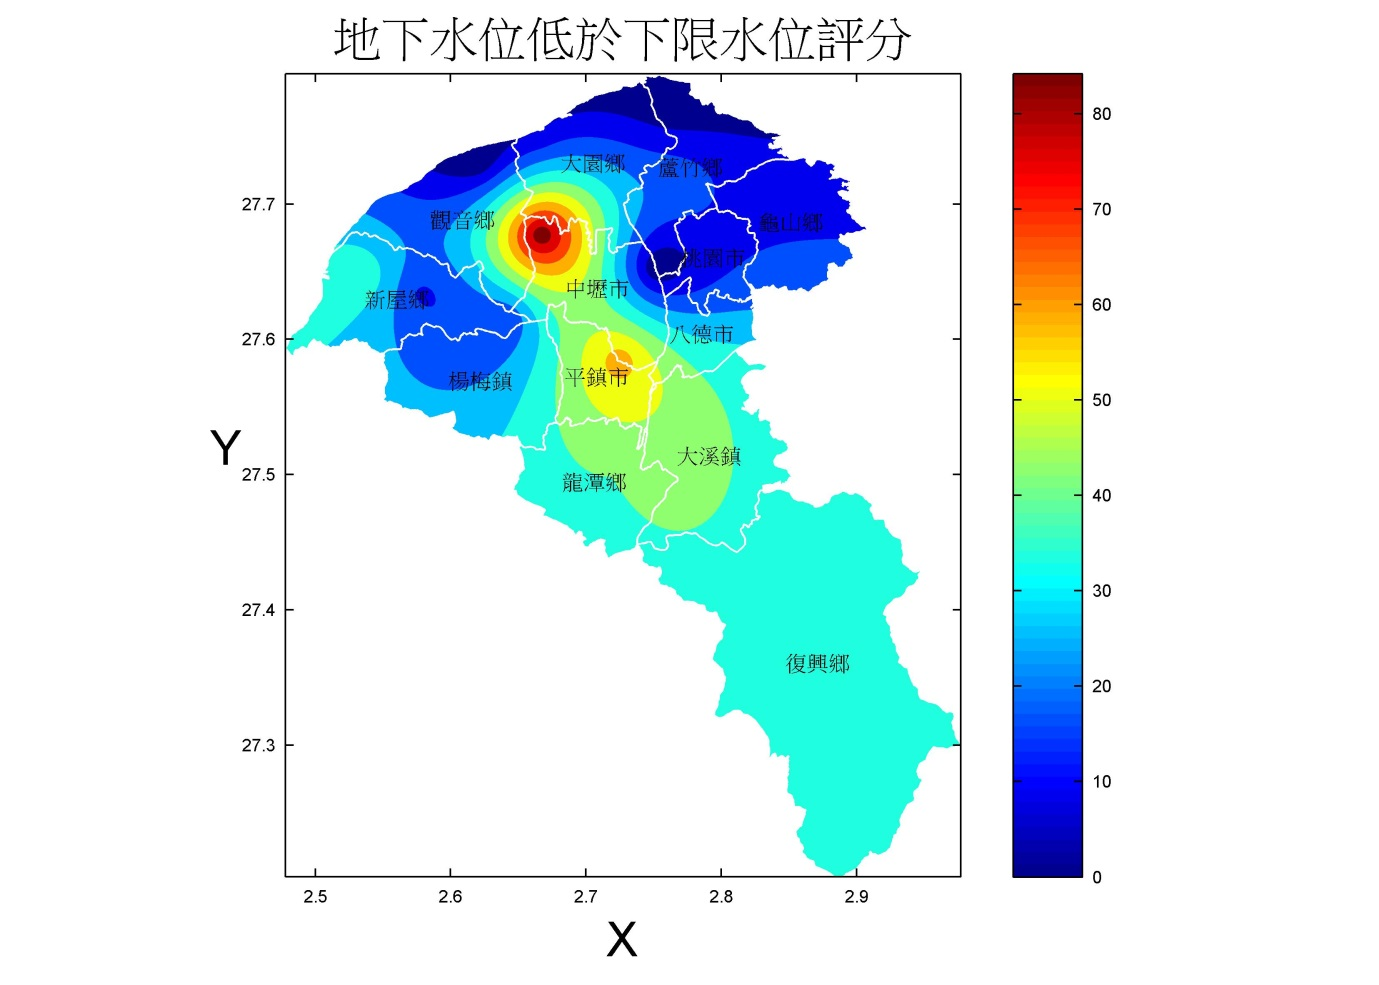 地下水位低於下限水位評分
80
70
60
50
40
30
20
10
0
27.7
27.6
27.5
27.4
27.3
Y
大園鄉
蘆竹鄉
觀音鄉
龜山鄉
桃園市
中壢市
新屋鄉
八德市
楊梅鎮
平鎮市
大溪鎮
龍潭鄉
復興鄉
2.5
2.6
2.7
2.8
2.9
X